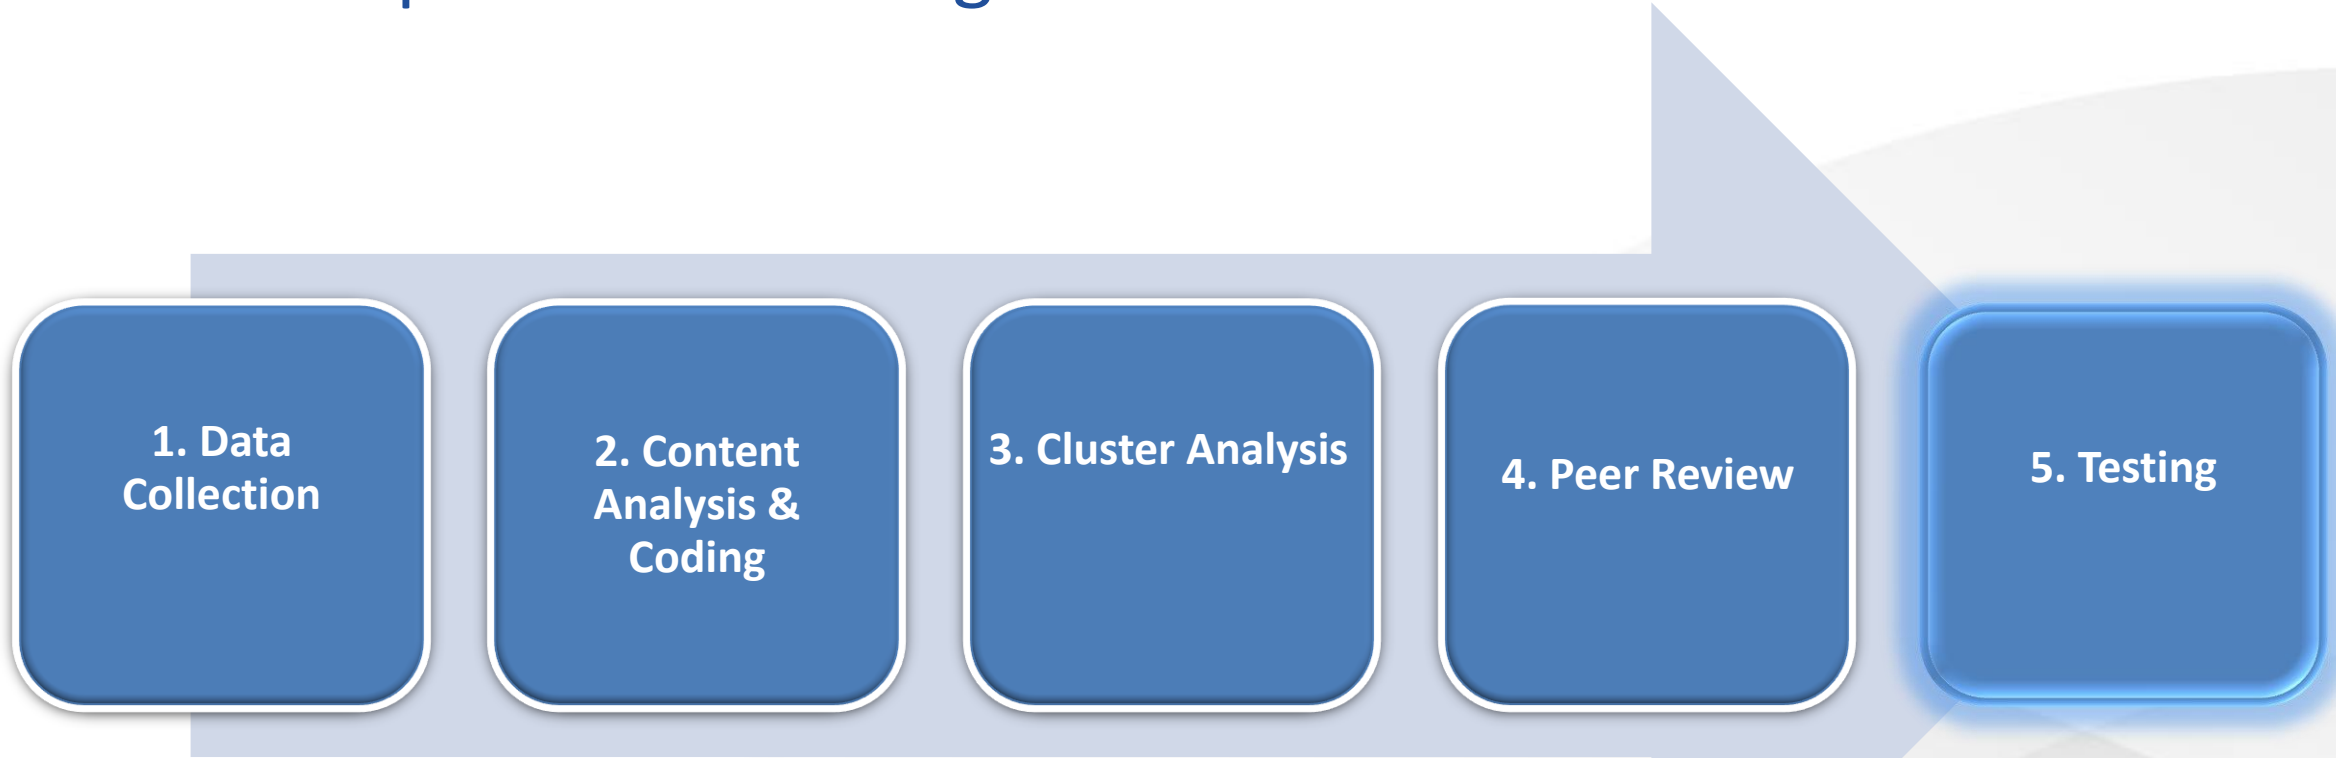 1. Data
Collection
2. Content
Analysis &
Coding
3. Cluster Analysis
4. Peer Review
5. Testing